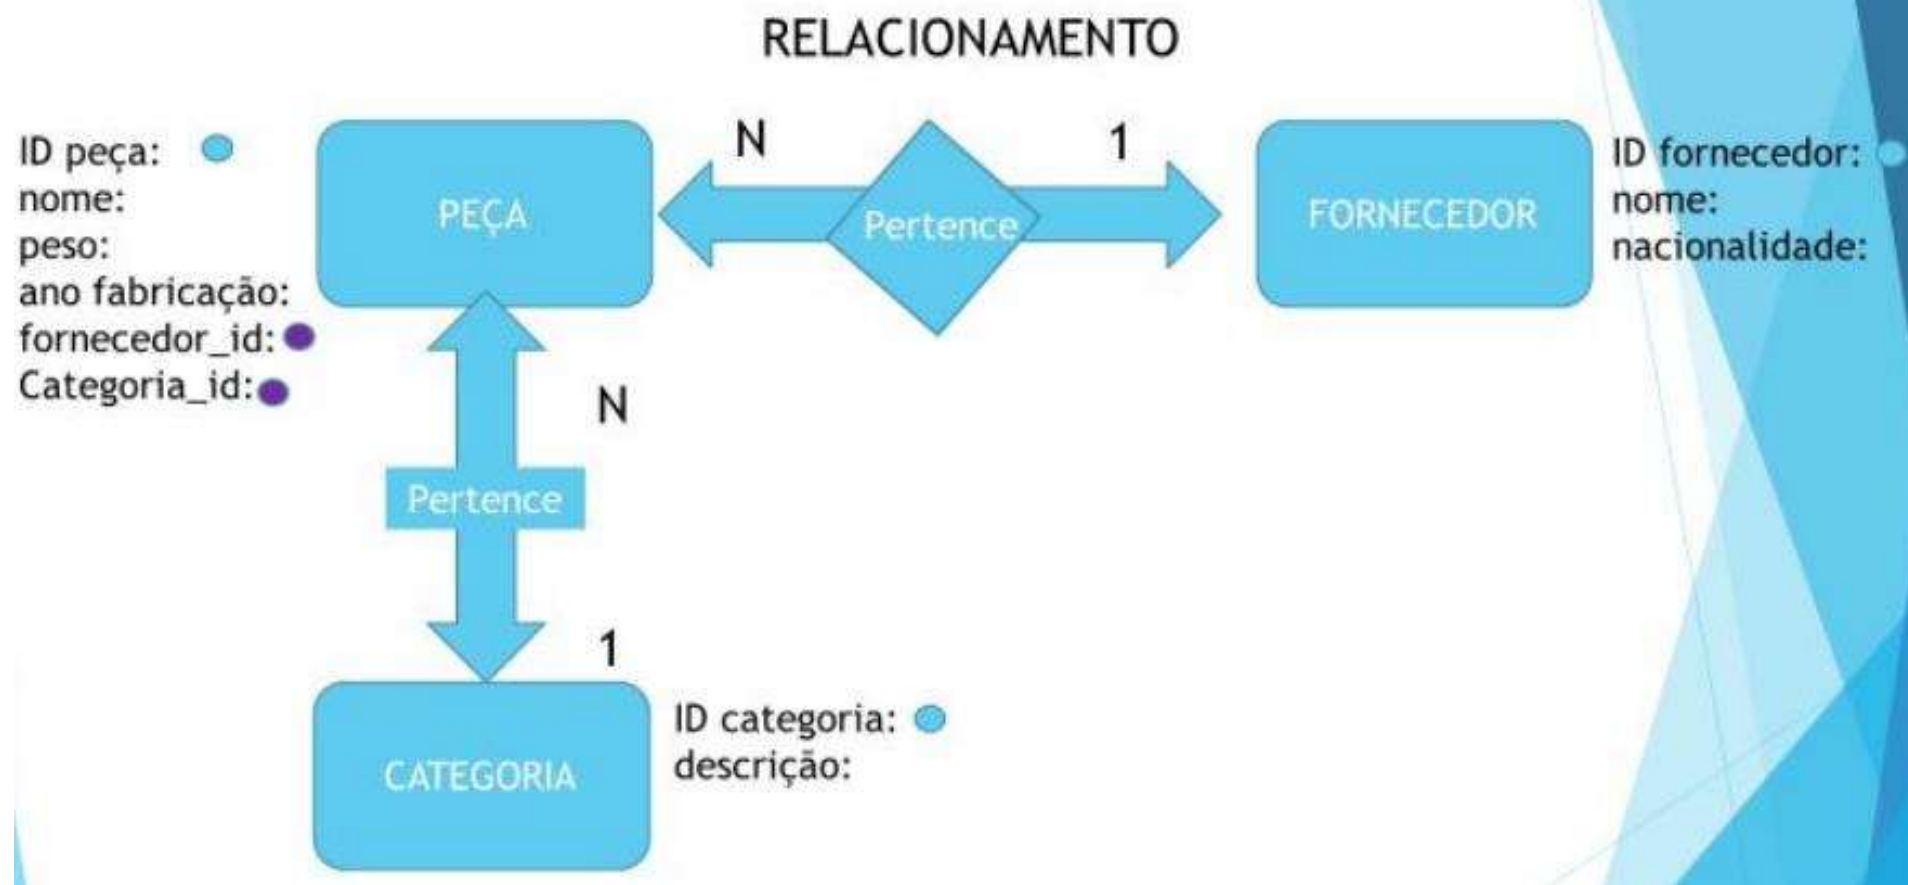 RELACIONAMENTO
ID peça:
nome:
peso:
ano fabricação:
fornecedor_id:
Categoria_id:
PEÇA
N
Pertence
1
FORNECEDOR
ID fornecedor:
nome:
nacionalidade:
N
Pertence
1
CATEGORIA
ID categoria:
descrição: